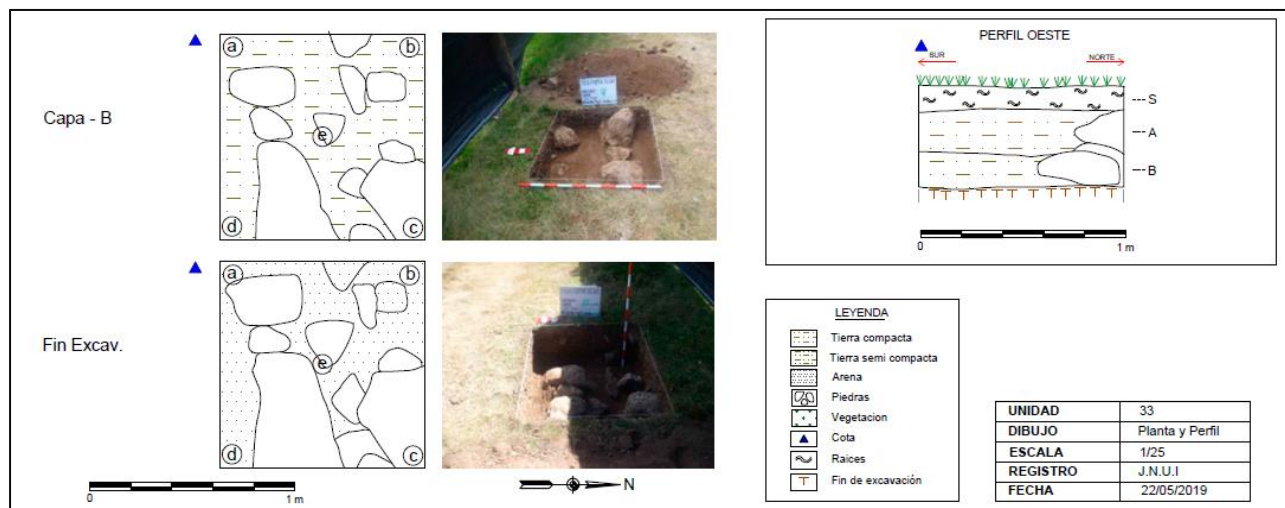 Capa - B
a
b
e
d
c
Fin Excav.
a
b
e
d
c
0 1 m
N
PERFIL OESTE
SUR NORTE
S
A
B
0 1 m
LEYENDA
Tierra compacta
Tierra semi compacta
Arena
Piedras
Vegetacion
Cota
Raices
Fin de excavación
UNIDAD 33
DIBUJO Planta y Perfil
ESCALA 1/25
REGISTRO J.N.U.I
FECHA 22/05/2019